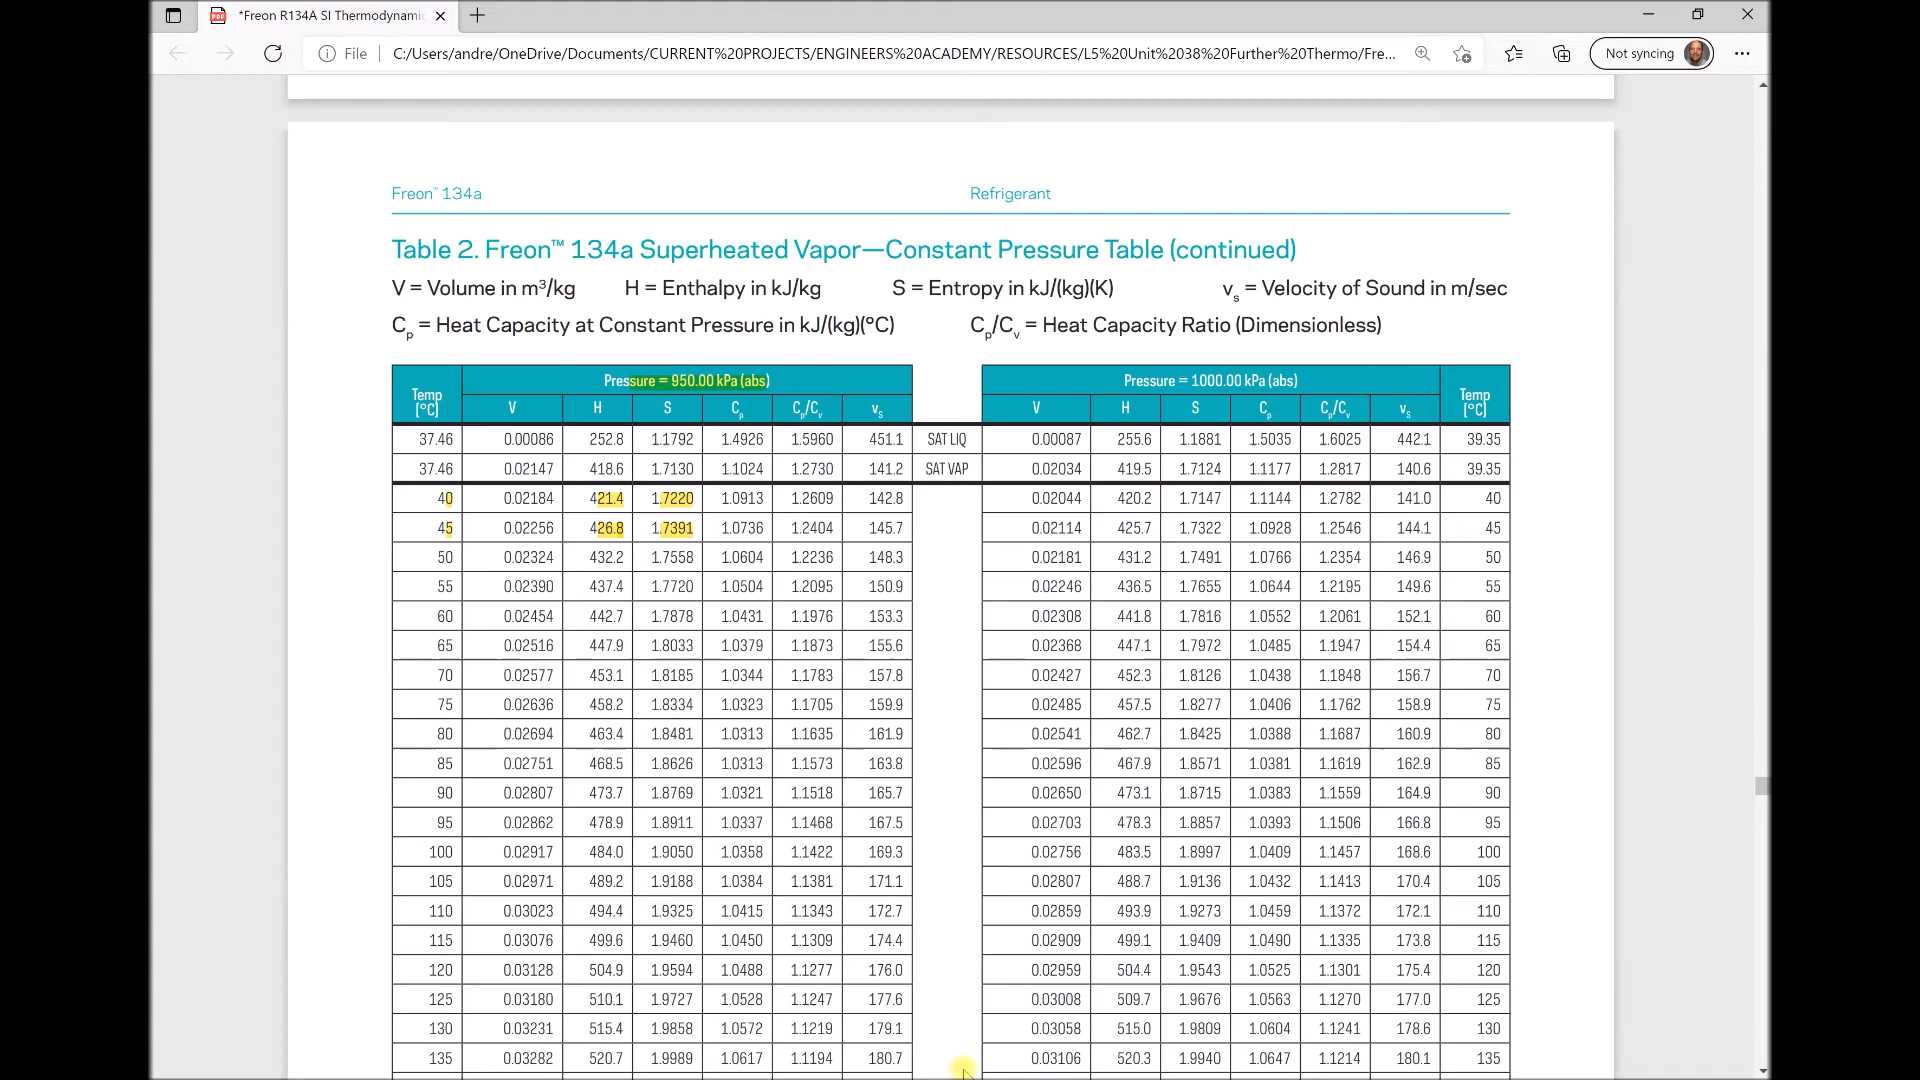 *Freon R134A SI Thermodynamic
File C:/Users/andre/OneDrive/Documents/CURRENT%20PROJECTS/ENGINEERS%20ACADEMY/RESOURCES/L5%20Unit%2038%20Further%20Thermo/Fre... Not syncing
Freon™ 134a Refrigerant
Table 2. Freon™ 134a Superheated Vapor—Constant Pressure Table (continued)
V = Volume in m³/kg H = Enthalpy in kJ/kg S = Entropy in kJ/(kg)(K) vs = Velocity of Sound in m/sec
Cp = Heat Capacity at Constant Pressure in kJ/(kg)(°C) Cp/Cv = Heat Capacity Ratio (Dimensionless)
Temp [°C] Pressure = 950.00 kPa (abs) Pressure = 1000.00 kPa (abs) Temp [°C]
V H S Cp Cp/Cv vs V H S Cp Cp/Cv vs
37.46 0.00086 252.8 1.1792 1.4926 1.5960 451.1 SAT LIQ 0.00087 255.6 1.1881 1.5035 1.6025 442.1 39.35
37.46 0.02147 418.6 1.7130 1.1024 1.2730 141.2 SAT VAP 0.02034 419.5 1.7124 1.1177 1.2817 140.6 39.35
40 0.02184 421.4 1.7220 1.0913 1.2609 142.8 0.02044 420.2 1.7147 1.1144 1.2782 141.0 40
45 0.02256 426.8 1.7391 1.0736 1.2404 145.7 0.02114 425.7 1.7322 1.0928 1.2546 144.1 45
50 0.02324 432.2 1.7558 1.0604 1.2236 148.3 0.02181 431.2 1.7491 1.0766 1.2354 146.9 50
55 0.02390 437.4 1.7720 1.0504 1.2095 150.9 0.02246 436.5 1.7655 1.0644 1.2195 149.6 55
60 0.02454 442.7 1.7878 1.0431 1.1976 153.3 0.02308 441.8 1.7816 1.0552 1.2061 152.1 60
65 0.02516 447.9 1.8033 1.0379 1.1873 155.6 0.02368 447.1 1.7972 1.0485 1.1947 154.4 65
70 0.02577 453.1 1.8185 1.0344 1.1783 157.8 0.02427 452.3 1.8126 1.0438 1.1848 156.7 70
75 0.02636 458.2 1.8334 1.0323 1.1705 159.9 0.02485 457.5 1.8277 1.0406 1.1762 158.9 75
80 0.02694 463.4 1.8481 1.0313 1.1635 161.9 0.02541 462.7 1.8425 1.0388 1.1687 160.9 80
85 0.02751 468.5 1.8626 1.0313 1.1573 163.8 0.02596 467.9 1.8571 1.0381 1.1619 162.9 85
90 0.02807 473.7 1.8769 1.0321 1.1518 165.7 0.02650 473.1 1.8715 1.0383 1.1559 164.9 90
95 0.02862 478.9 1.8911 1.0337 1.1468 167.5 0.02703 478.3 1.8857 1.0393 1.1506 166.8 95
100 0.02917 484.0 1.9050 1.0358 1.1422 169.3 0.02756 483.5 1.8997 1.0409 1.1457 168.6 100
105 0.02971 489.2 1.9188 1.0384 1.1381 171.1 0.02807 488.7 1.9136 1.0432 1.1413 170.4 105
110 0.03023 494.4 1.9325 1.0415 1.1343 172.7 0.02859 493.9 1.9273 1.0459 1.1372 172.1 110
115 0.03076 499.6 1.9460 1.0450 1.1309 174.4 0.02909 499.1 1.9409 1.0490 1.1335 173.8 115
120 0.03128 504.9 1.9594 1.0488 1.1277 176.0 0.02959 504.4 1.9543 1.0525 1.1301 175.4 120
125 0.03180 510.1 1.9727 1.0528 1.1247 177.6 0.03008 509.7 1.9676 1.0563 1.1270 177.0 125
130 0.03231 515.4 1.9858 1.0572 1.1219 179.1 0.03058 515.0 1.9809 1.0604 1.1241 178.6 130
135 0.03282 520.7 1.9989 1.0617 1.1194 180.7 0.03106 520.3 1.9940 1.0647 1.1214 180.1 135